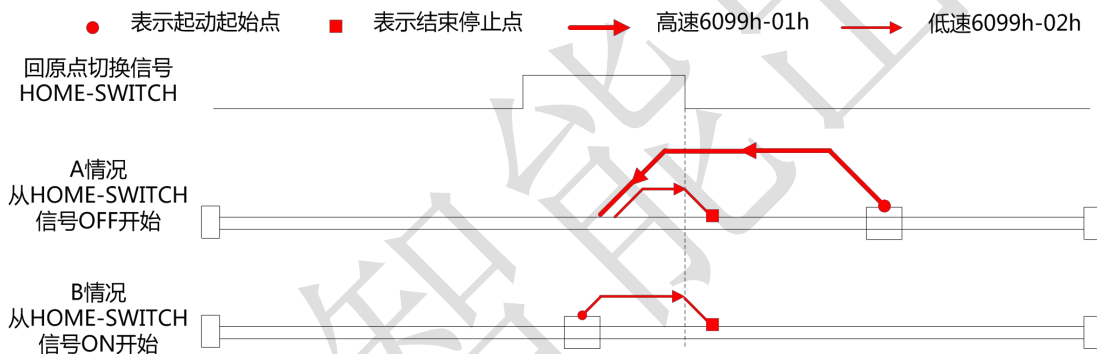 表示起动起始点 表示结束停止点 高速6099h-01h 低速6099h-02h
回原点切换信号
HOME-SWITCH
A情况
从HOME-SWITCH
信号OFF开始
B情况
从HOME-SWITCH
信号ON开始